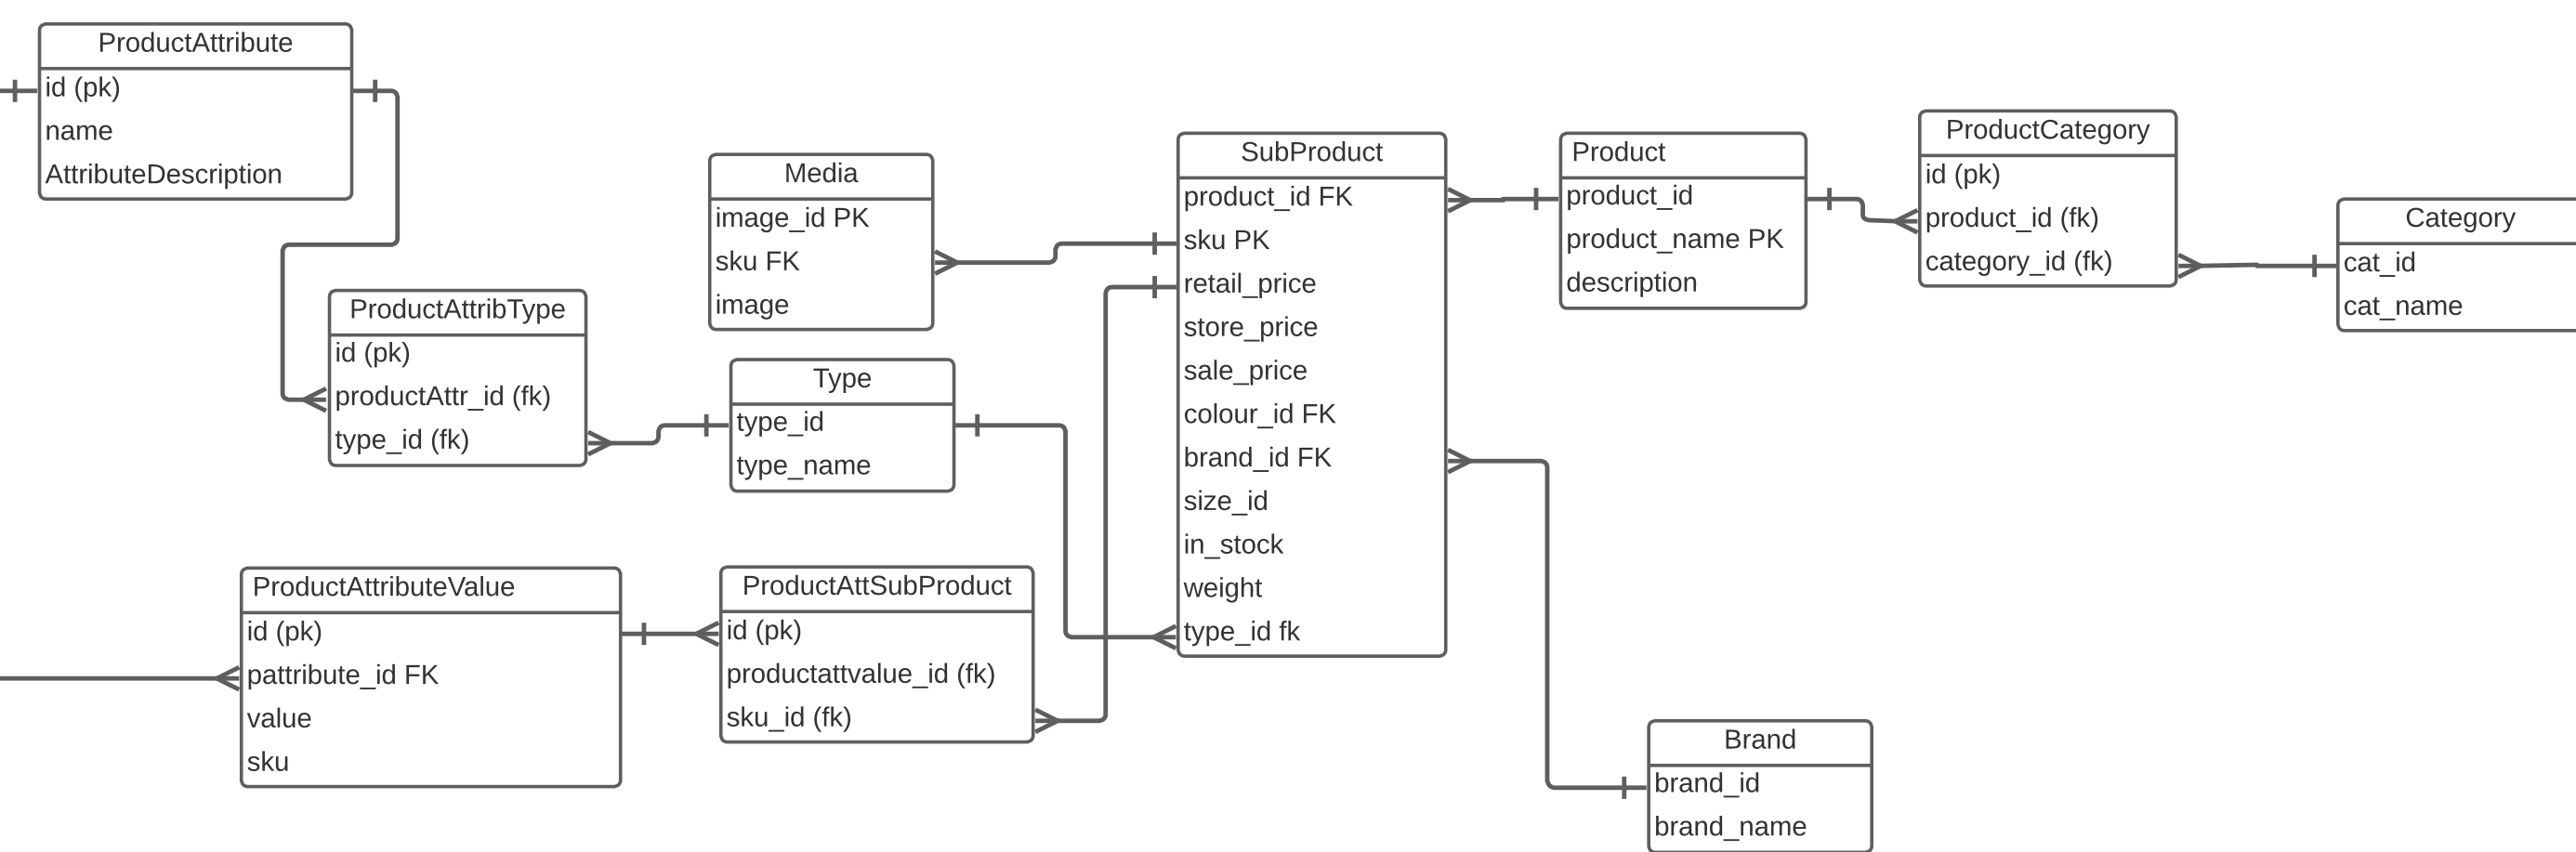 ProductAttribute
id (pk)
name
AttributeDescription
ProductAttribType
id (pk)
productAttr_id (fk)
type_id (fk)
Media
image_id PK
sku FK
image
Type
type_id
type_name
ProductAttributeValue
id (pk)
pattribute_id FK
value
sku
ProductAttSubProduct
id (pk)
productattvalue_id (fk)
sku_id (fk)
SubProduct
product_id FK
sku PK
retail_price
store_price
sale_price
colour_id FK
brand_id FK
size_id
in_stock
weight
type_id fk
Product
product_id
product_name PK
description
ProductCategory
id (pk)
product_id (fk)
category_id (fk)
Category
cat_id
cat_name
Brand
brand_id
brand_name